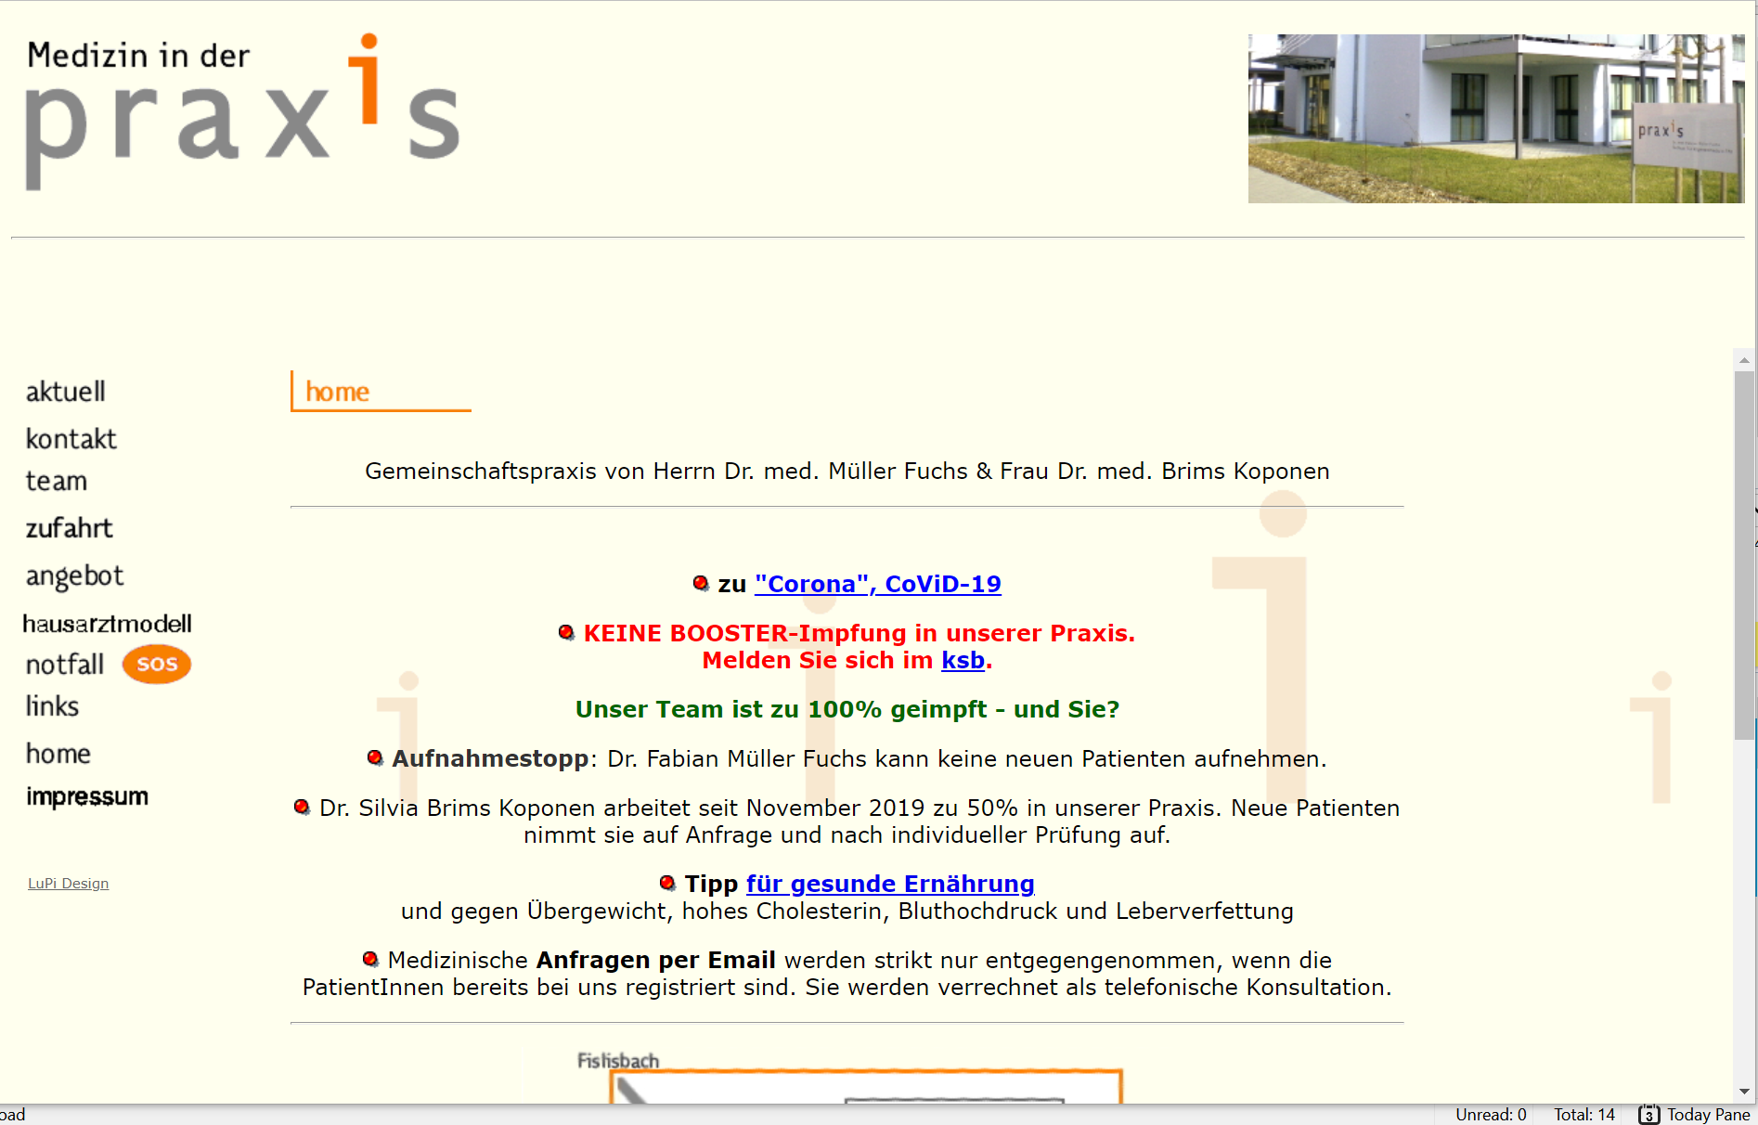 Medizin in der
praxis
praxis
aktuell
kontakt
team
zufahrt
angebot
hausarztmodell
notfall SOS
links
home
impressum
LuPi Design
home
Gemeinschaftspraxis von Herrn Dr. med. Müller Fuchs & Frau Dr. med. Brims Koponen
zu "Corona", CoViD-19
KEINE BOOSTER-Impfung in unserer Praxis.
Melden Sie sich im ksb.
Unser Team ist zu 100% geimpft - und Sie?
Aufnahmestopp: Dr. Fabian Müller Fuchs kann keine neuen Patienten aufnehmen.
Dr. Silvia Brims Koponen arbeitet seit November 2019 zu 50% in unserer Praxis. Neue Patienten
nimmt sie auf Anfrage und nach individueller Prüfung auf.
Tipp für gesunde Ernährung
und gegen Übergewicht, hohes Cholesterin, Bluthochdruck und Leberverfettung
Medizinische Anfragen per Email werden strikt nur entgegengenommen, wenn die
PatientInnen bereits bei uns registriert sind. Sie werden verrechnet als telefonische Konsultation.
Fislisbach
oad
Unread: 0 Total: 14 3 Today Pane